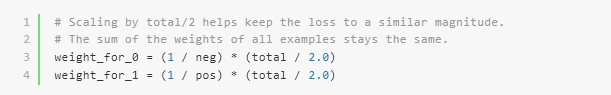 1 # Scaling by total/2 helps keep the loss to a similar magnitude.
2 # The sum of the weights of all examples stays the same.
3 weight_for_0 = (1 / neg) * (total / 2.0)
4 weight_for_1 = (1 / pos) * (total / 2.0)